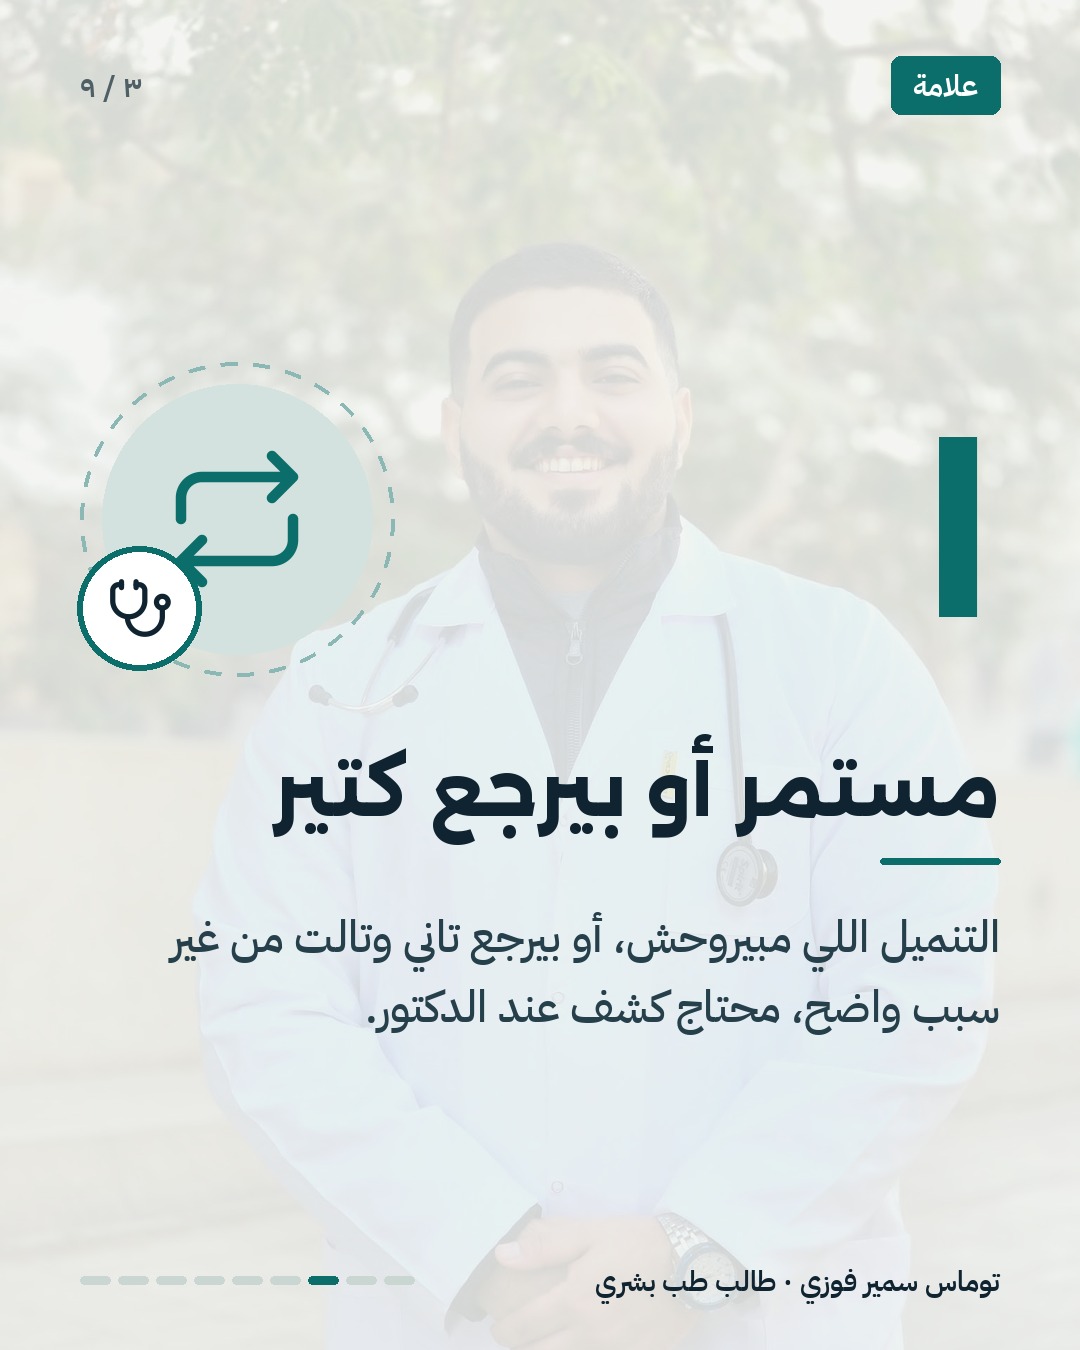 علامة
٣ / ٩
١
مستمر أو بيرجع كتير
التنميل اللي مبيروحش، أو بيرجع تاني وتالت من غير
سبب واضح، محتاج كشف عند الدكتور.
توماس سمير فوزي · طالب طب بشري